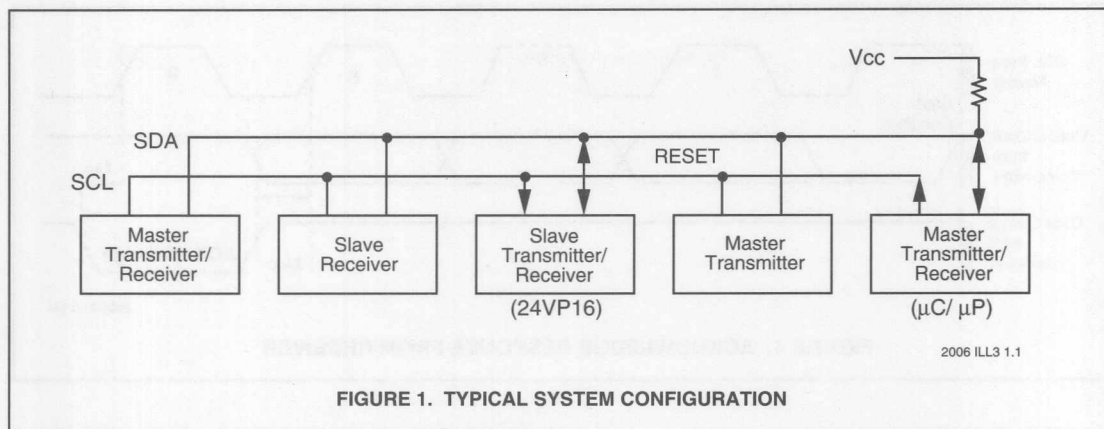 Vcc
SDA
RESET
SCL
Master
Transmitter/
Receiver
Slave
Receiver
Slave
Transmitter/
Receiver
Master
Transmitter
Master
Transmitter/
Receiver
(24VP16)
(μC/ μP)
2006 ILL3 1.1
FIGURE 1. TYPICAL SYSTEM CONFIGURATION